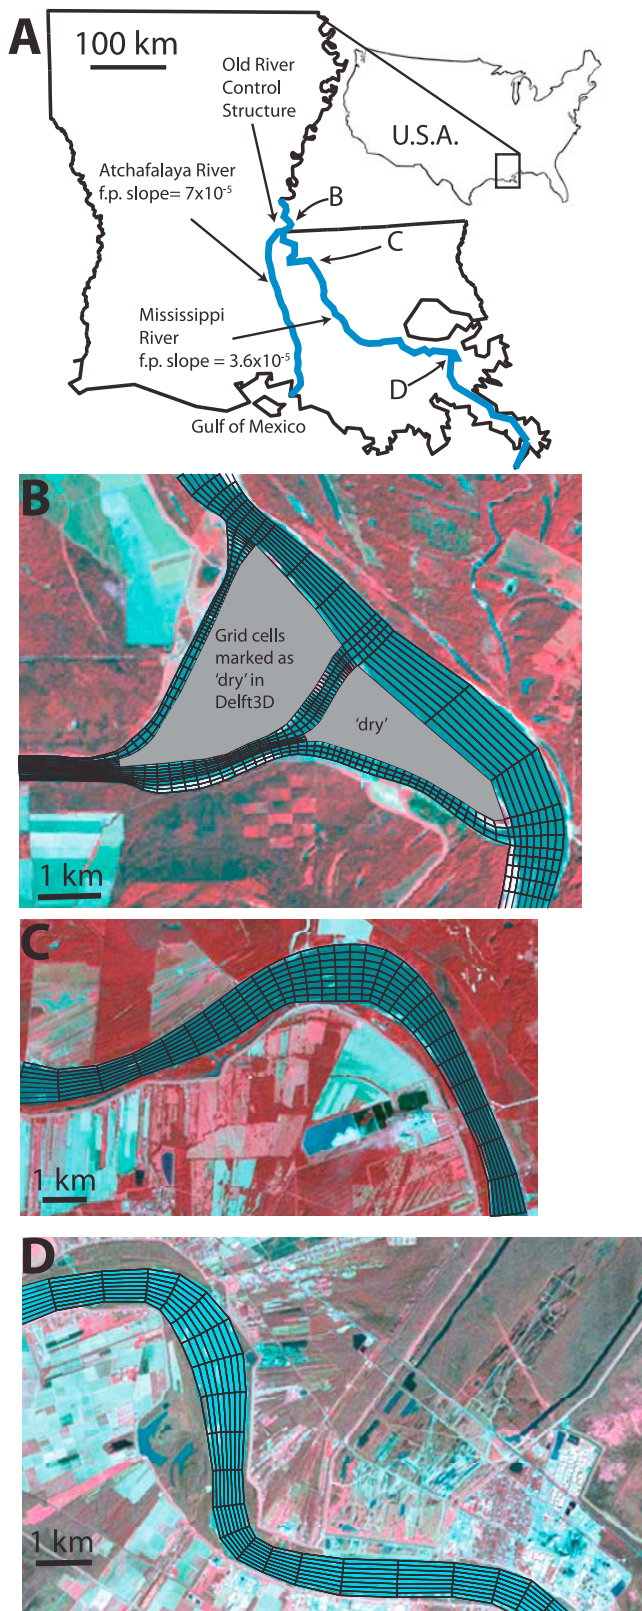 A
100 km
Old River
Control
Structure
U.S.A.
Atchafalaya River
f.p. slope= 7x10⁻⁵
B
C
Mississippi
River
f.p. slope = 3.6x10⁻⁵
D
Gulf of Mexico
B
Grid cells
marked as
'dry' in
Delft3D
'dry'
1 km
C
1 km
D
1 km